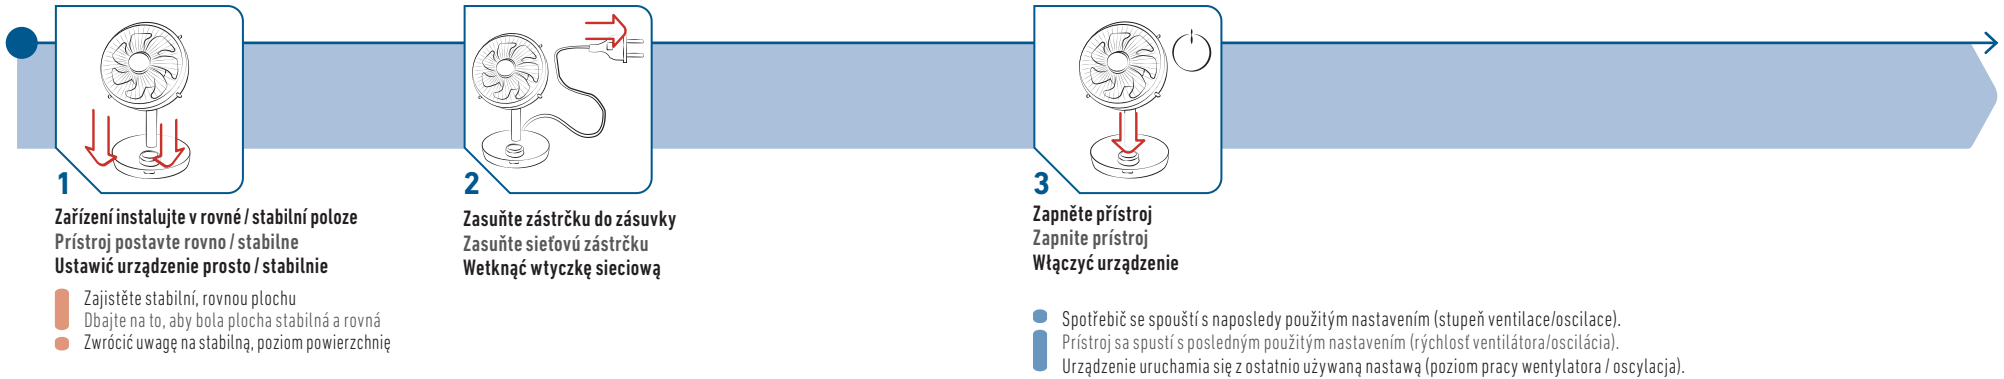 1
Zařízení instalujte v rovné / stabilní poloze
Prístroj postavte rovno / stabilne
Ustawić urządzenie prosto / stabilnie
Zajistěte stabilní, rovnou plochu
Dbajte na to, aby bola plocha stabilná a rovná
Zwrócić uwagę na stabilną, poziom powierzchnię
2
Zasuňte zástrčku do zásuvky
Zasuňte sieťovú zástrčku
Wetknąć wtyczkę sieciową
3
Zapněte přístroj
Zapnite prístroj
Włączyć urządzenie
Spotřebič se spouští s naposledy použitým nastavením (stupeň ventilace/oscilace).
Prístroj sa spustí s posledným použitým nastavením (rýchlosť ventilátora/oscilácia).
Urządzenie uruchamia się z ostatnio używaną nastawą (poziom pracy wentylatora / oscylacja).